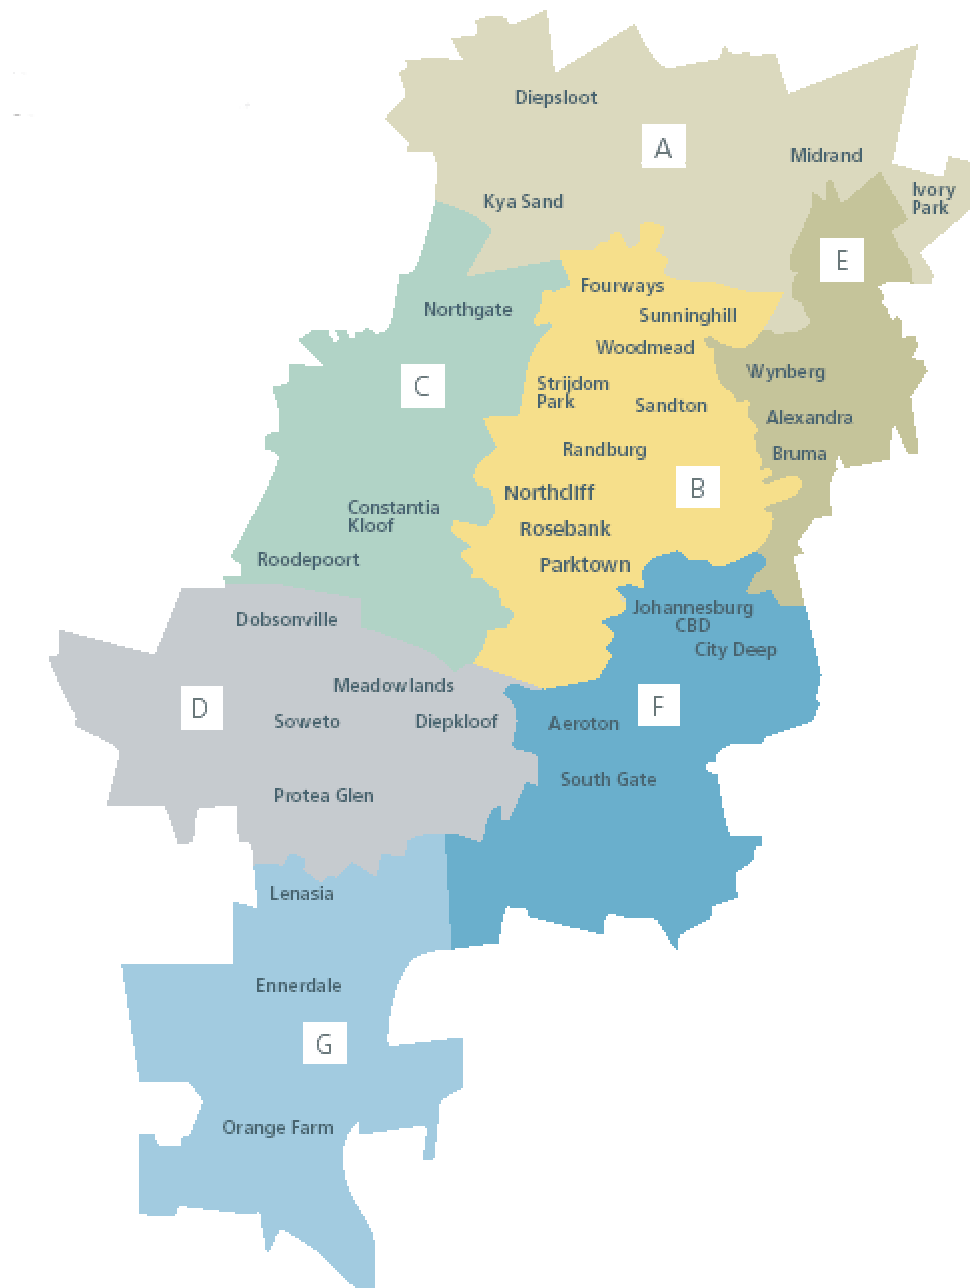 Diepsloot
A
Midrand
Ivory
Park
Kya Sand
E
Fourways
Northgate
Sunninghill
Woodmead
Wynberg
C
Strijdom
Park
Sandton
Alexandra
Randburg
Bruma
B
Northcliff
Constantia
Kloof
Rosebank
Roodepoort
Parktown
Johannesburg
CBD
Dobsonville
City Deep
Meadowlands
D
F
Soweto
Diepkloof
Aeroton
South Gate
Protea Glen
Lenasia
Ennerdale
G
Orange Farm